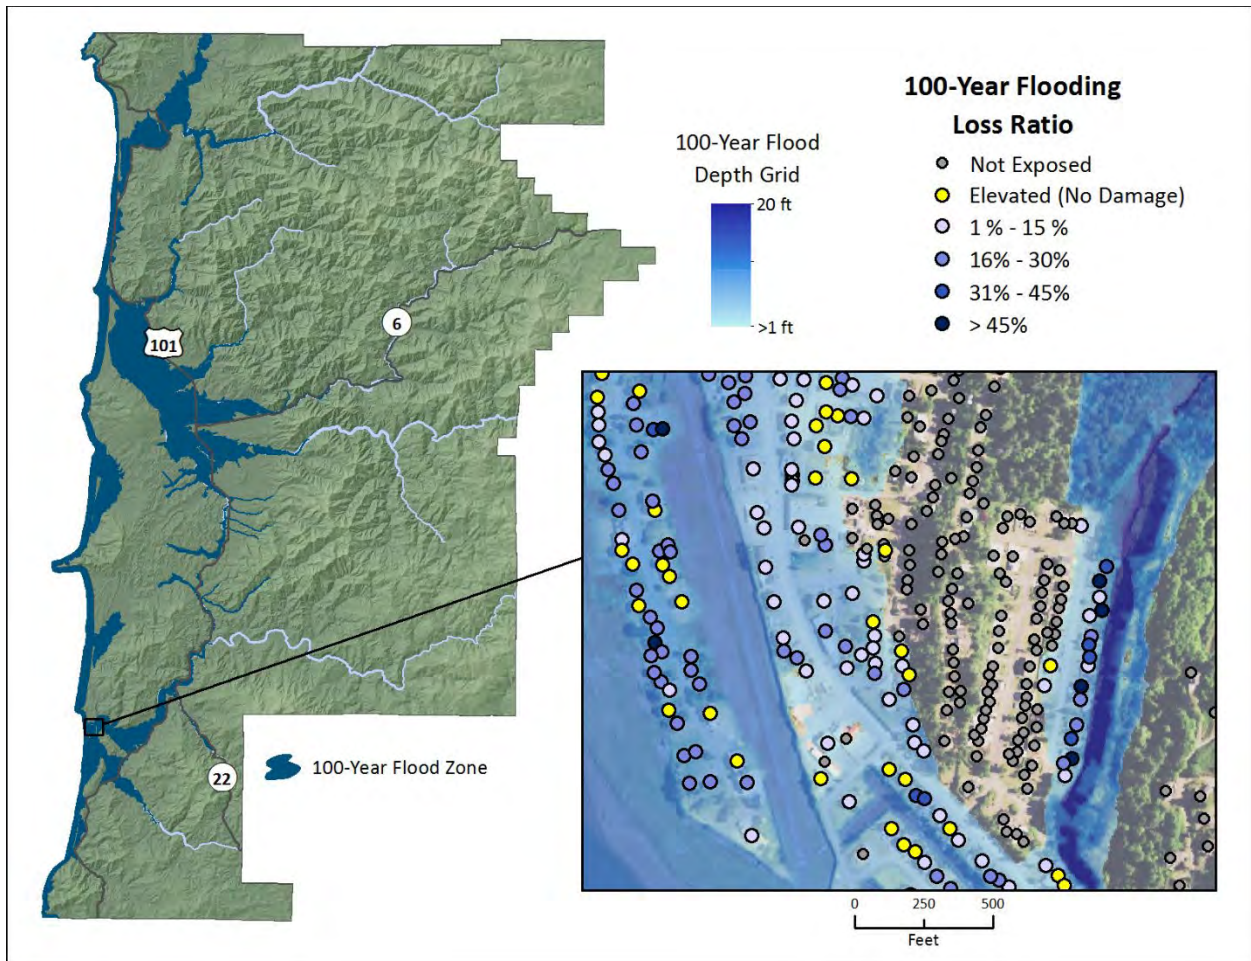 100-Year Flooding
Loss Ratio
Not Exposed
Elevated (No Damage)
1 % - 15 %
16% - 30%
31% - 45%
> 45%
100-Year Flood
Depth Grid
20 ft
>1 ft
101
6
22
100-Year Flood Zone
0 250 500
Feet